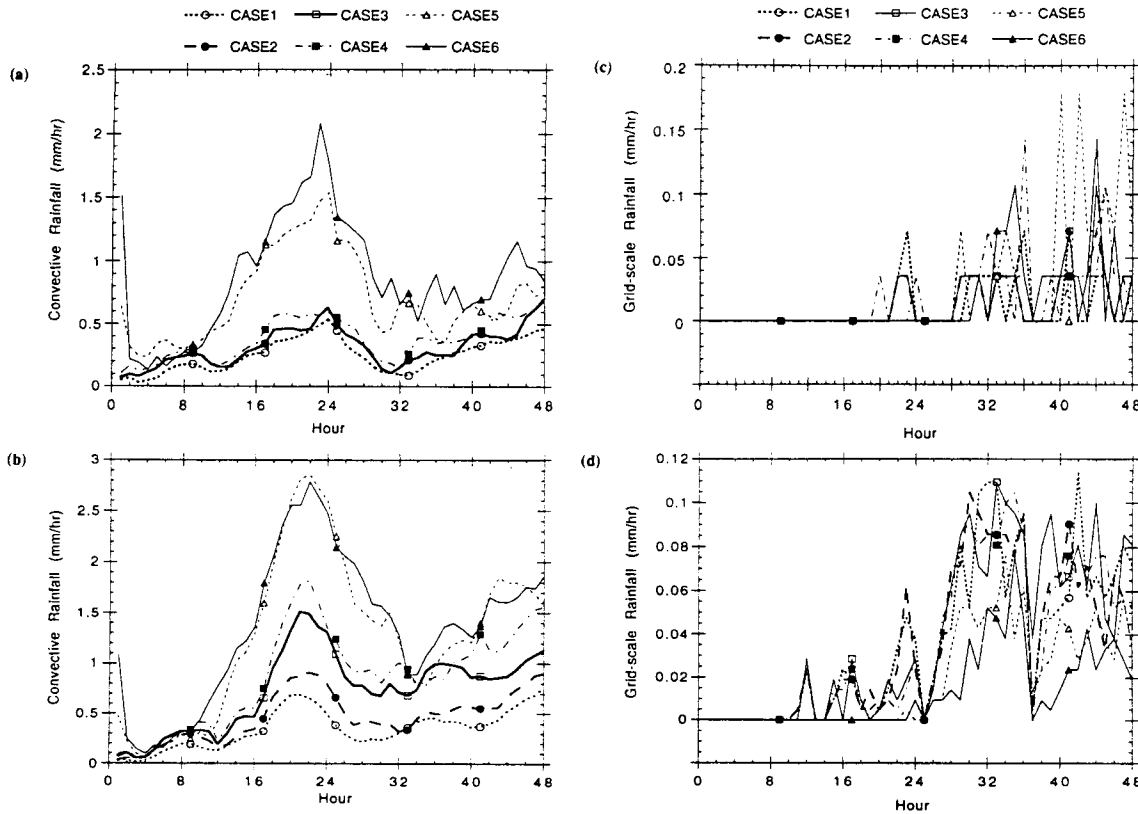 CASE1 CASE3 CASE5
CASE2 CASE4 CASE6
(a)
2.5
2
1.5
1
0.5
0
Convective Rainfall (mm/hr)
0 8 16 24 32 40 48
Hour
(b)
3
2.5
2
1.5
1
0.5
0
Convective Rainfall (mm/hr)
0 8 16 24 32 40 48
Hour
CASE1 CASE3 CASE5
CASE2 CASE4 CASE6
(c)
0.2
0.15
0.1
0.05
0
Grid-scale Rainfall (mm/hr)
0 8 16 24 32 40 48
Hour
(d)
0.12
0.1
0.08
0.06
0.04
0.02
0
Grid-scale Rainfall (mm/hr)
0 8 16 24 32 40 48
Hour